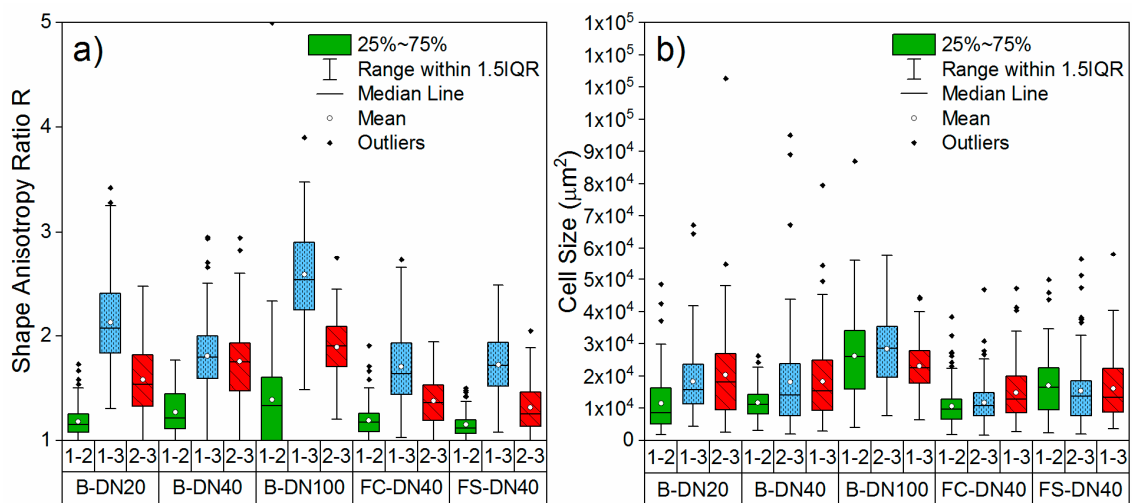 a)
25%~75%
Range within 1.5IQR
Median Line
Mean
Outliers
Shape Anisotropy Ratio R
5
4
3
2
1
1-2 1-3 2-3 1-2 1-3 2-3 1-2 1-3 2-3 1-2 1-3 2-3 1-2 1-3 2-3
B-DN20 B-DN40 B-DN100 FC-DN40 FS-DN40
b)
25%~75%
Range within 1.5IQR
Median Line
Mean
Outliers
Cell Size (μm²)
1x10⁵
1x10⁵
1x10⁵
1x10⁵
9x10⁴
8x10⁴
7x10⁴
6x10⁴
5x10⁴
4x10⁴
3x10⁴
2x10⁴
1x10⁴
0
1-2 1-3 2-3 1-2 2-3 1-3 1-2 2-3 1-3 1-2 2-3 1-3 1-2 2-3 1-3
B-DN20 B-DN40 B-DN100 FC-DN40 FS-DN40